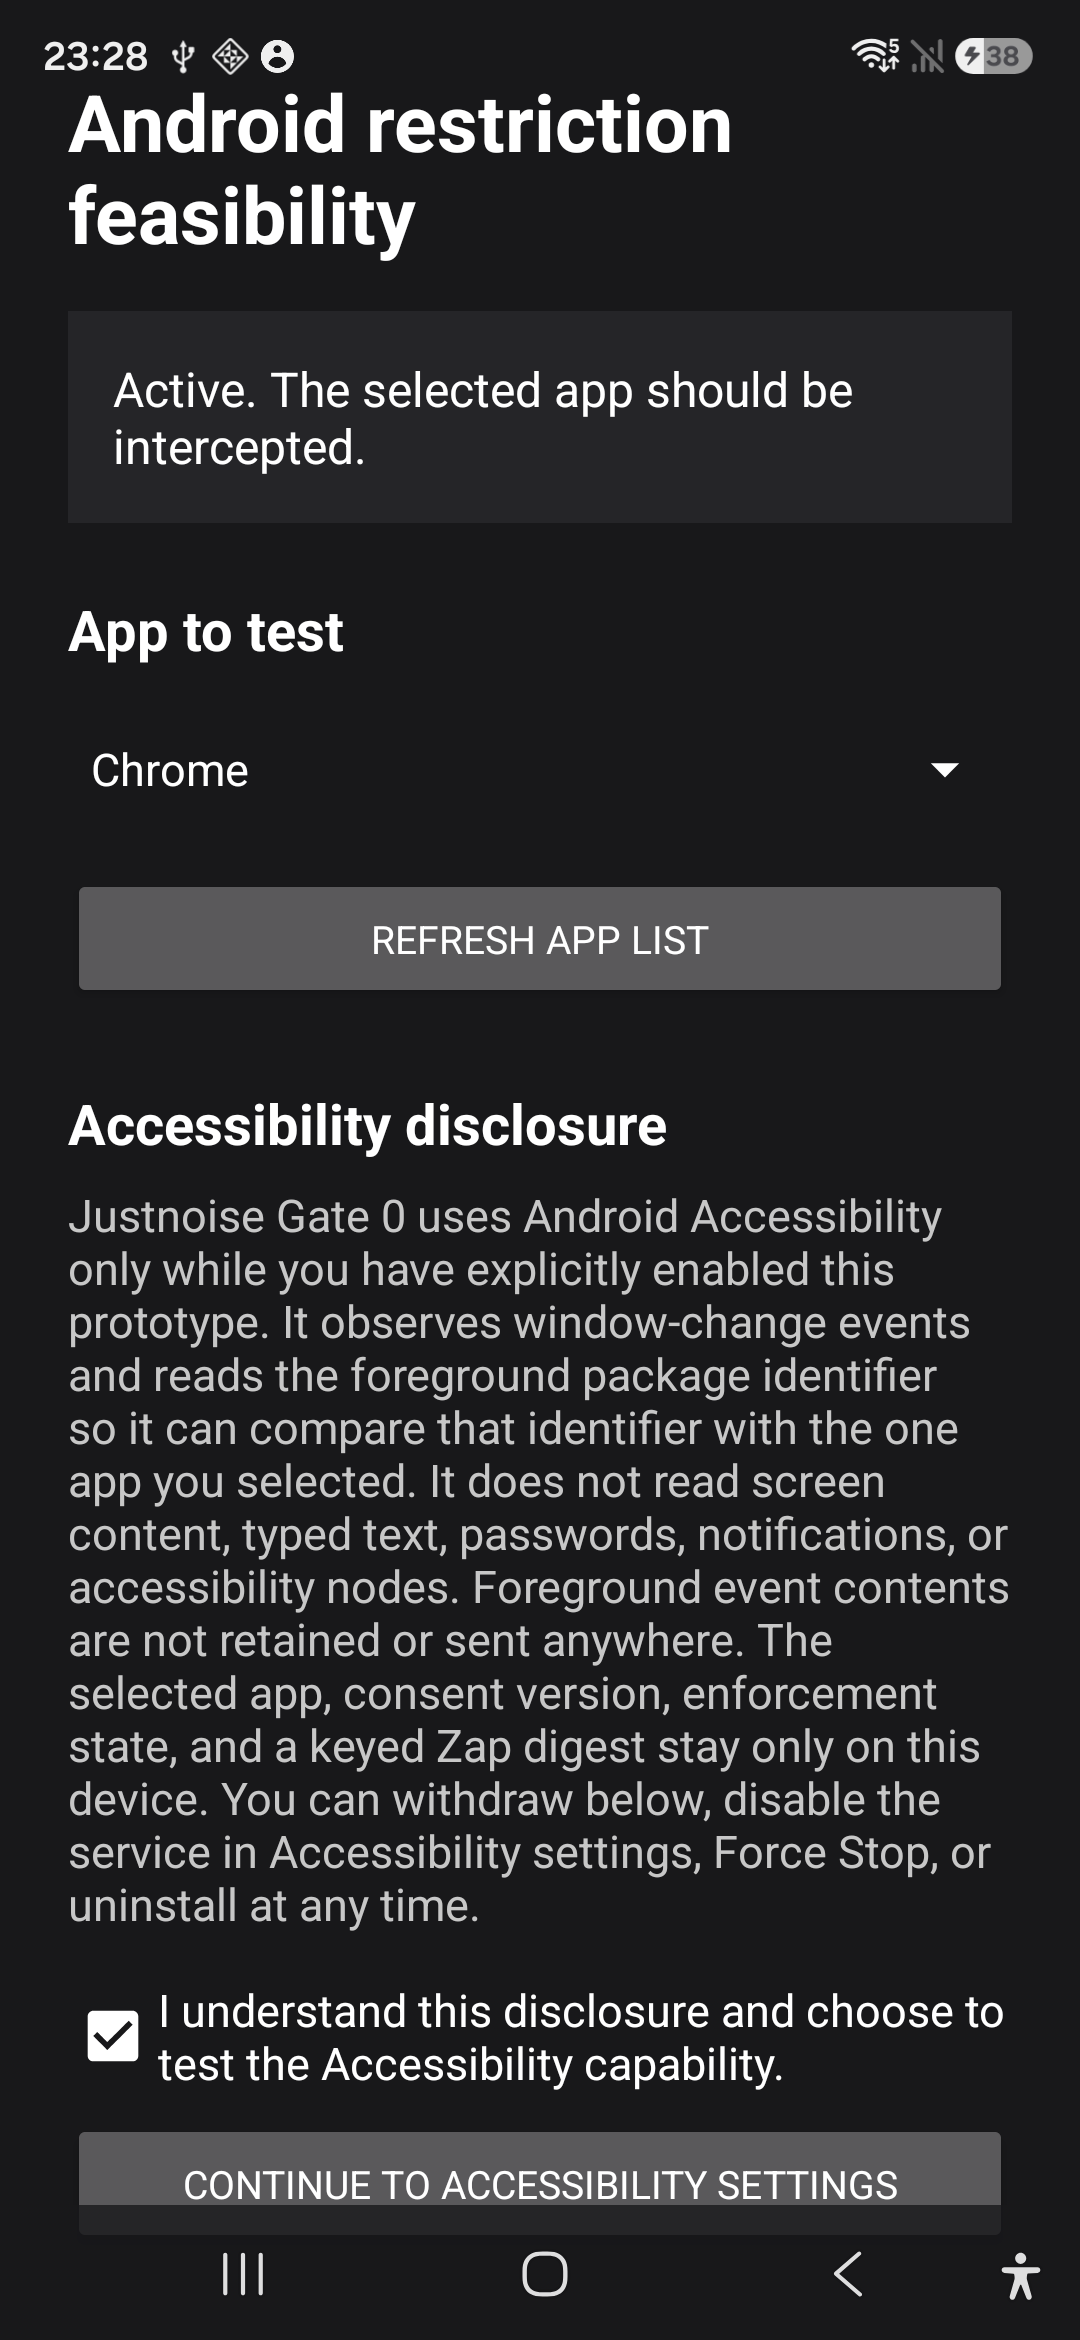 23:28
5
38
Android restriction
feasibility
Active. The selected app should be
intercepted.
App to test
Chrome
REFRESH APP LIST
Accessibility disclosure
Justnoise Gate 0 uses Android Accessibility
only while you have explicitly enabled this
prototype. It observes window-change events
and reads the foreground package identifier
so it can compare that identifier with the one
app you selected. It does not read screen
content, typed text, passwords, notifications, or
accessibility nodes. Foreground event contents
are not retained or sent anywhere. The
selected app, consent version, enforcement
state, and a keyed Zap digest stay only on this
device. You can withdraw below, disable the
service in Accessibility settings, Force Stop, or
uninstall at any time.
I understand this disclosure and choose to
test the Accessibility capability.
CONTINUE TO ACCESSIBILITY SETTINGS